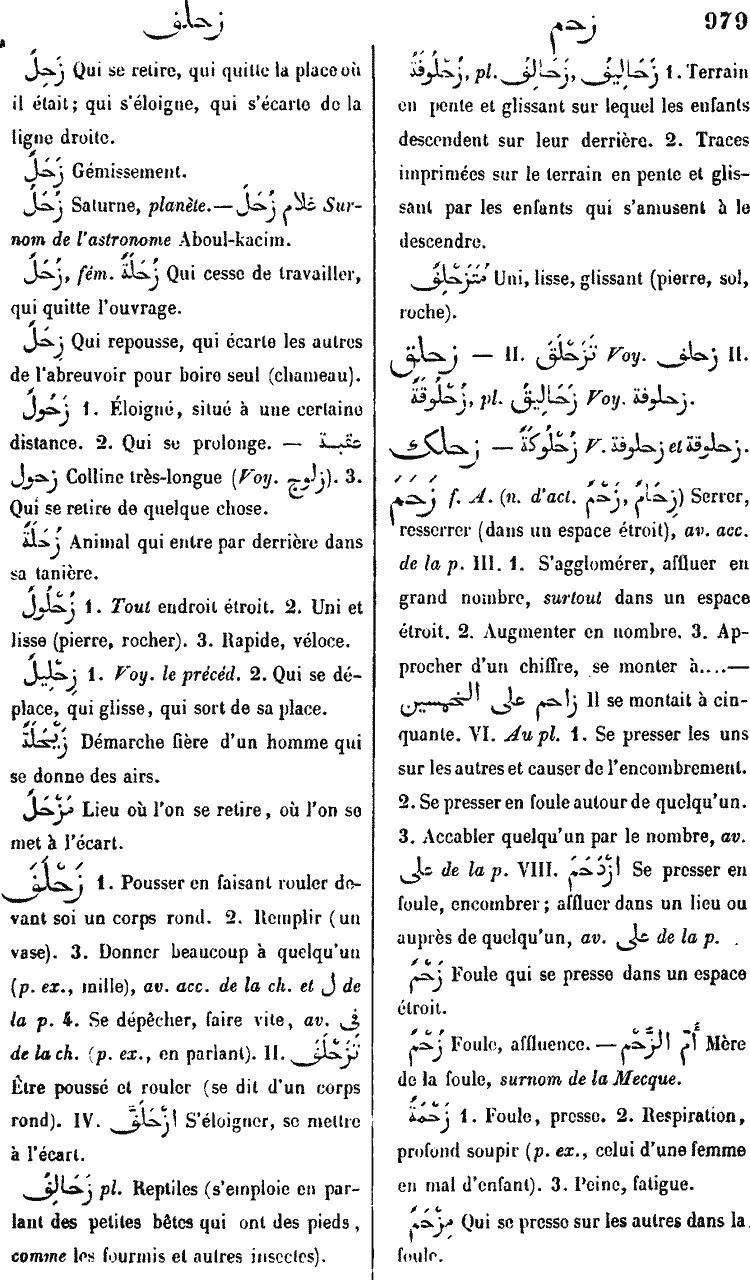 زحلف
زحم
979
زَحِلٌ Qui se retire, qui quitte la place où
il était; qui s'éloigne, qui s'écarte de la
ligne droite.
زَحَلٌ Gémissement.
زُحَلٌ Saturne, planète.—غلام زُحَلَ Sur-
nom de l'astronome Aboul-kacim.
زُحَلٌ, fém. زُحَلَةٌ Qui cesse de travailler,
qui quitte l'ouvrage.
زِحَلٌّ Qui repousse, qui écarte les autres
de l'abreuvoir pour boire seul (chameau).
زَحُولٌ 1. Éloigné, situé à une certaine
distance. 2. Qui se prolonge. — عقبة
زحول Colline très-longue (Voy. زلوج). 3.
Qui se retire de quelque chose.
زُحَلَةٌ Animal qui entre par derrière dans
sa tanière.
زُحْلُولٌ 1. Tout endroit étroit. 2. Uni et
lisse (pierre, rocher). 3. Rapide, véloce.
زِحْلِيلٌ 1. Voy. le précéd. 2. Qui se dé-
place, qui glisse, qui sort de sa place.
Démarche fière d'un homme qui
se donne des airs.
مَزْحَلٌ Lieu où l'on se retire, où l'on se
met à l'écart.
زَحْلَفَ 1. Pousser en faisant rouler de-
vant soi un corps rond. 2. Remplir (un
vase). 3. Donner beaucoup à quelqu'un
(p. ex., mille), av. acc. de la ch. et ل de
la p. 4. Se dépêcher, faire vite, av. في
de la ch. (p. ex., en parlant). II. تَزَحْلَفَ
Être poussé et rouler (se dit d'un corps
rond). IV. ازْحَلَفَّ S'éloigner, se mettre
à l'écart.
زَحَالِفُ pl. Reptiles (s'emploie en par-
lant des petites bêtes qui ont des pieds,
comme les fourmis et autres insectes).
زُحْلُوفَةٌ, pl. زَحَالِيفُ, زَحَالِفُ 1. Terrain
en pente et glissant sur lequel les enfants
descendent sur leur derrière. 2. Traces
imprimées sur le terrain en pente et glis-
sant par les enfants qui s'amusent à le
descendre.
مُتَزَحْلِفٌ Uni, lisse, glissant (pierre, sol,
roche).
زحلق — II. تَزَحْلَقَ Voy. زحلف II.
زُحْلُوقَةٌ, pl. زَحَالِيقُ Voy. زحلوفة.
زحلك — زُحْلُوكَةٌ V. زحلوفة et زحلوقة.
زَحَمَ f. A. (n. d'act. زَحْمٌ, زِحَامٌ) Serrer,
resserrer (dans un espace étroit), av. acc.
de la p. III. 1. S'agglomérer, affluer en
grand nombre, surtout dans un espace
étroit. 2. Augmenter en nombre. 3. Ap-
procher d'un chiffre, se monter à....—
زاحم على الخمسين Il se montait à cin-
quante. VI. Au pl. 1. Se presser les uns
sur les autres et causer de l'encombrement.
2. Se presser en foule autour de quelqu'un.
3. Accabler quelqu'un par le nombre, av.
على de la p. VIII. ازْدَحَمَ Se presser en
foule, encombrer; affluer dans un lieu ou
auprès de quelqu'un, av. على de la p.
زَحْمٌ Foule qui se presse dans un espace
étroit.
زُحْمٌ Foule, affluence.—أُمّ الزُّحْمِ Mère
de la foule, surnom de la Mecque.
زَحْمَةٌ 1. Foule, presse. 2. Respiration,
profond soupir (p. ex., celui d'une femme
en mal d'enfant). 3. Peine, fatigue.
مِزْحَمٌ Qui se presse sur les autres dans la
foule.